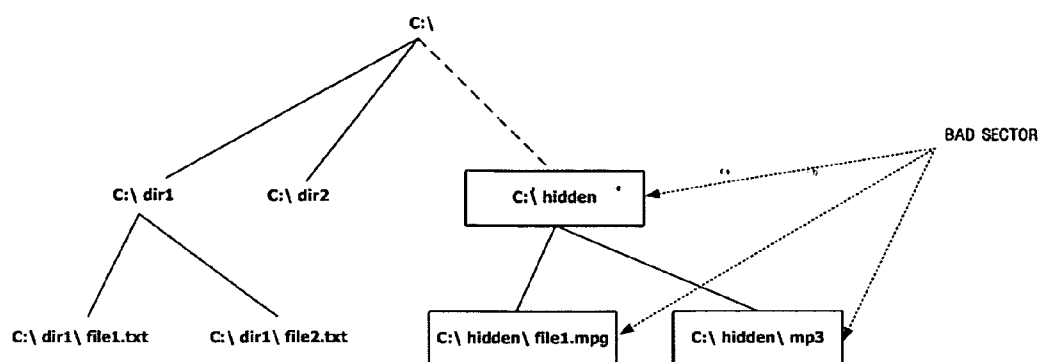 C:\
BAD SECTOR
C:\ dir1
C:\ dir2
C:\ hidden
C:\ dir1\ file1.txt
C:\ dir1\ file2.txt
C:\ hidden\ file1.mpg
C:\ hidden\ mp3